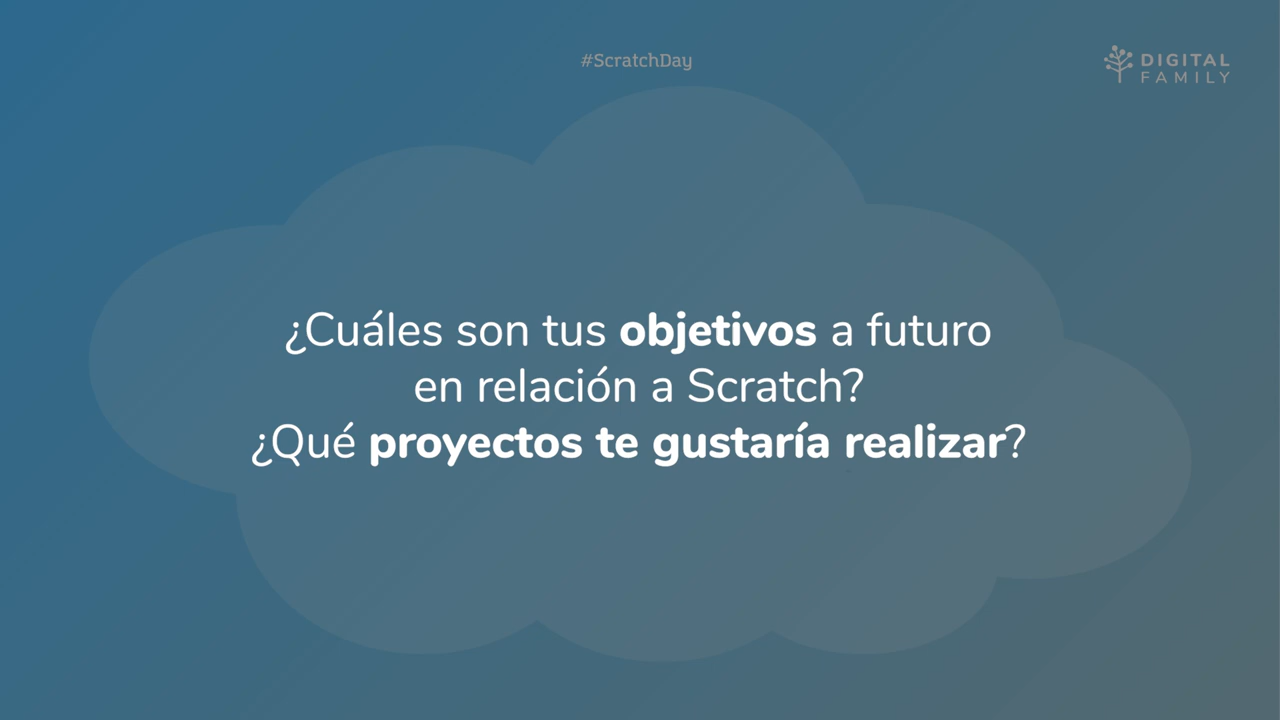 #ScratchDay
DIGITAL
FAMILY
¿Cuáles son tus objetivos a futuro
en relación a Scratch?
¿Qué proyectos te gustaría realizar?